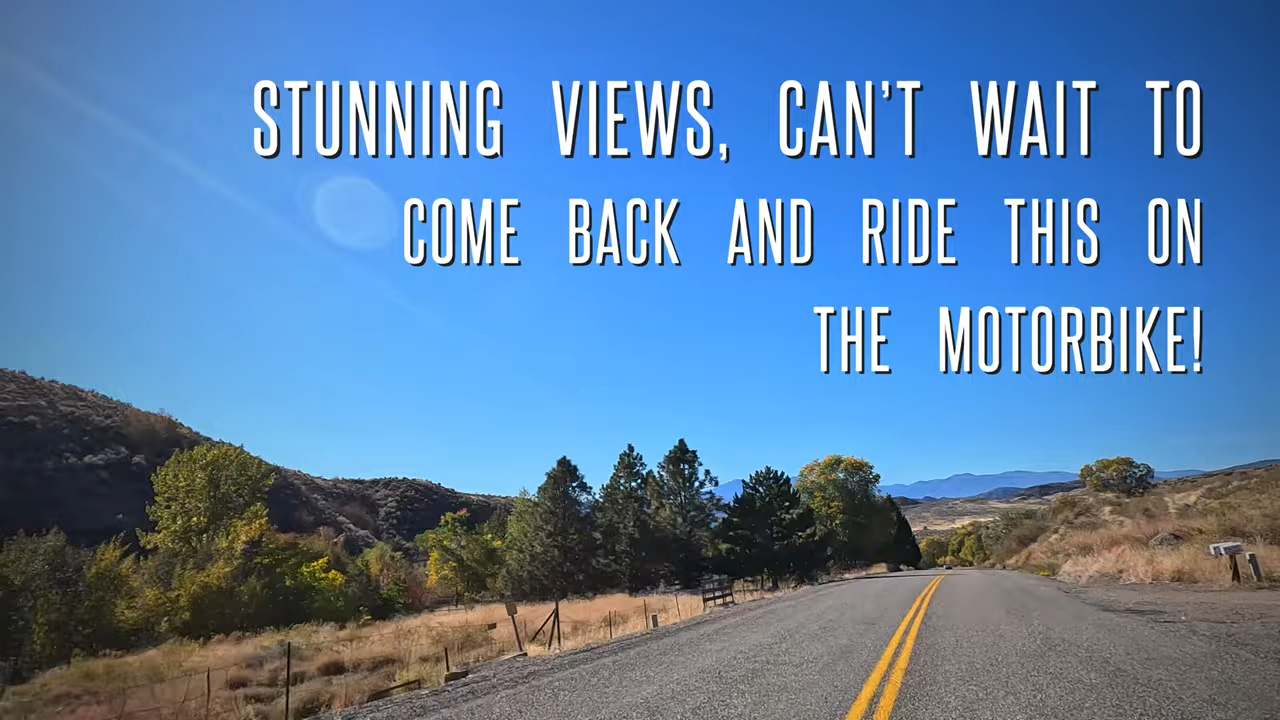 STUNNING VIEWS, CAN'T WAIT TO
COME BACK AND RIDE THIS ON
THE MOTORBIKE!